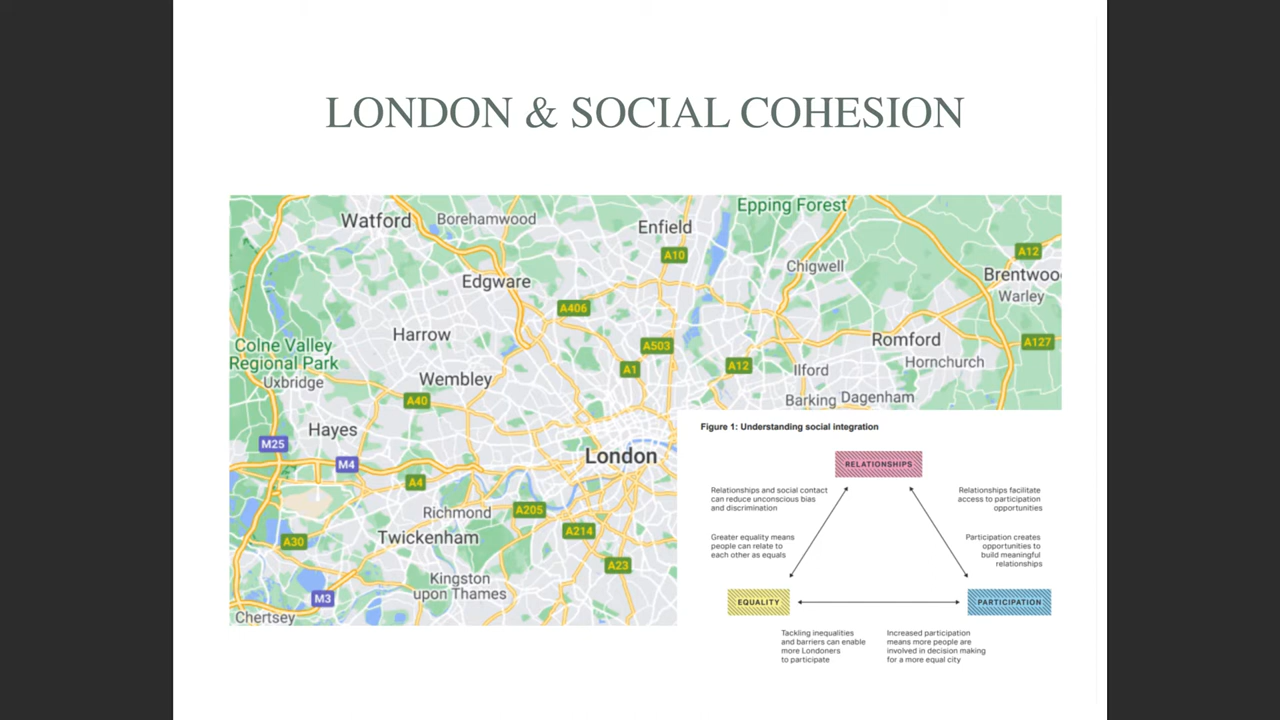 LONDON & SOCIAL COHESION
Epping Forest
Watford
Borehamwood
Enfield
A10
A12
Chigwell
Brentwoo
Edgware
Warley
A406
Harrow
A503
Romford
A127
Colne Valley
Regional Park
Hornchurch
A1
A12
Ilford
Uxbridge
Wembley
A40
Barking
Dagenham
Hayes
M25
London
M4
A4
Richmond
A205
Twickenham
A214
A30
A23
Kingston
upon Thames
M3
Chertsey
Figure 1: Understanding social integration
RELATIONSHIPS
Relationships and social contact
can reduce unconscious bias
and discrimination
Relationships facilitate
access to participation
opportunities
Greater equality means
people can relate to
each other as equals
Participation creates
opportunities to
build meaningful
relationships
EQUALITY
PARTICIPATION
Tackling inequalities
and barriers can enable
more Londoners
to participate
Increased participation
means more people are
involved in decision making
for a more equal city